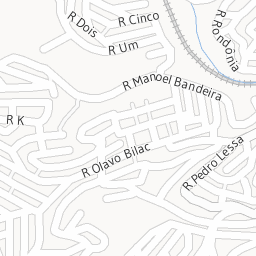 R Cinco
R Dois
R Um
R Rondônia
R Manoel Bandeira
R K
R Olavo Bilac
R Pedro Lessa